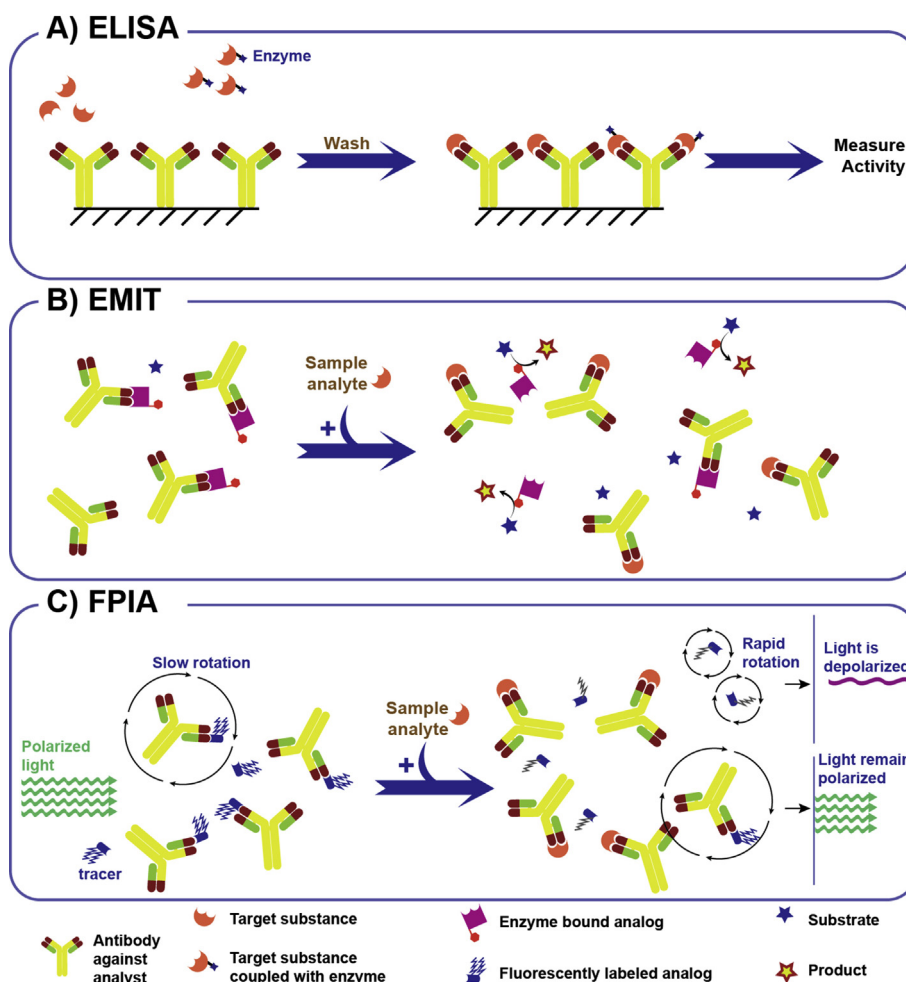 A) ELISA
Enzyme
Wash
Measure
Activity
B) EMIT
Sample
analyte
+
C) FPIA
Slow rotation
Polarized
light
tracer
Sample
analyte
+
Rapid
rotation
Light is
depolarized
Light remain
polarized
Antibody
against
analyst
Target substance
Target substance
coupled with enzyme
Enzyme bound analog
Fluorescently labeled analog
Substrate
Product